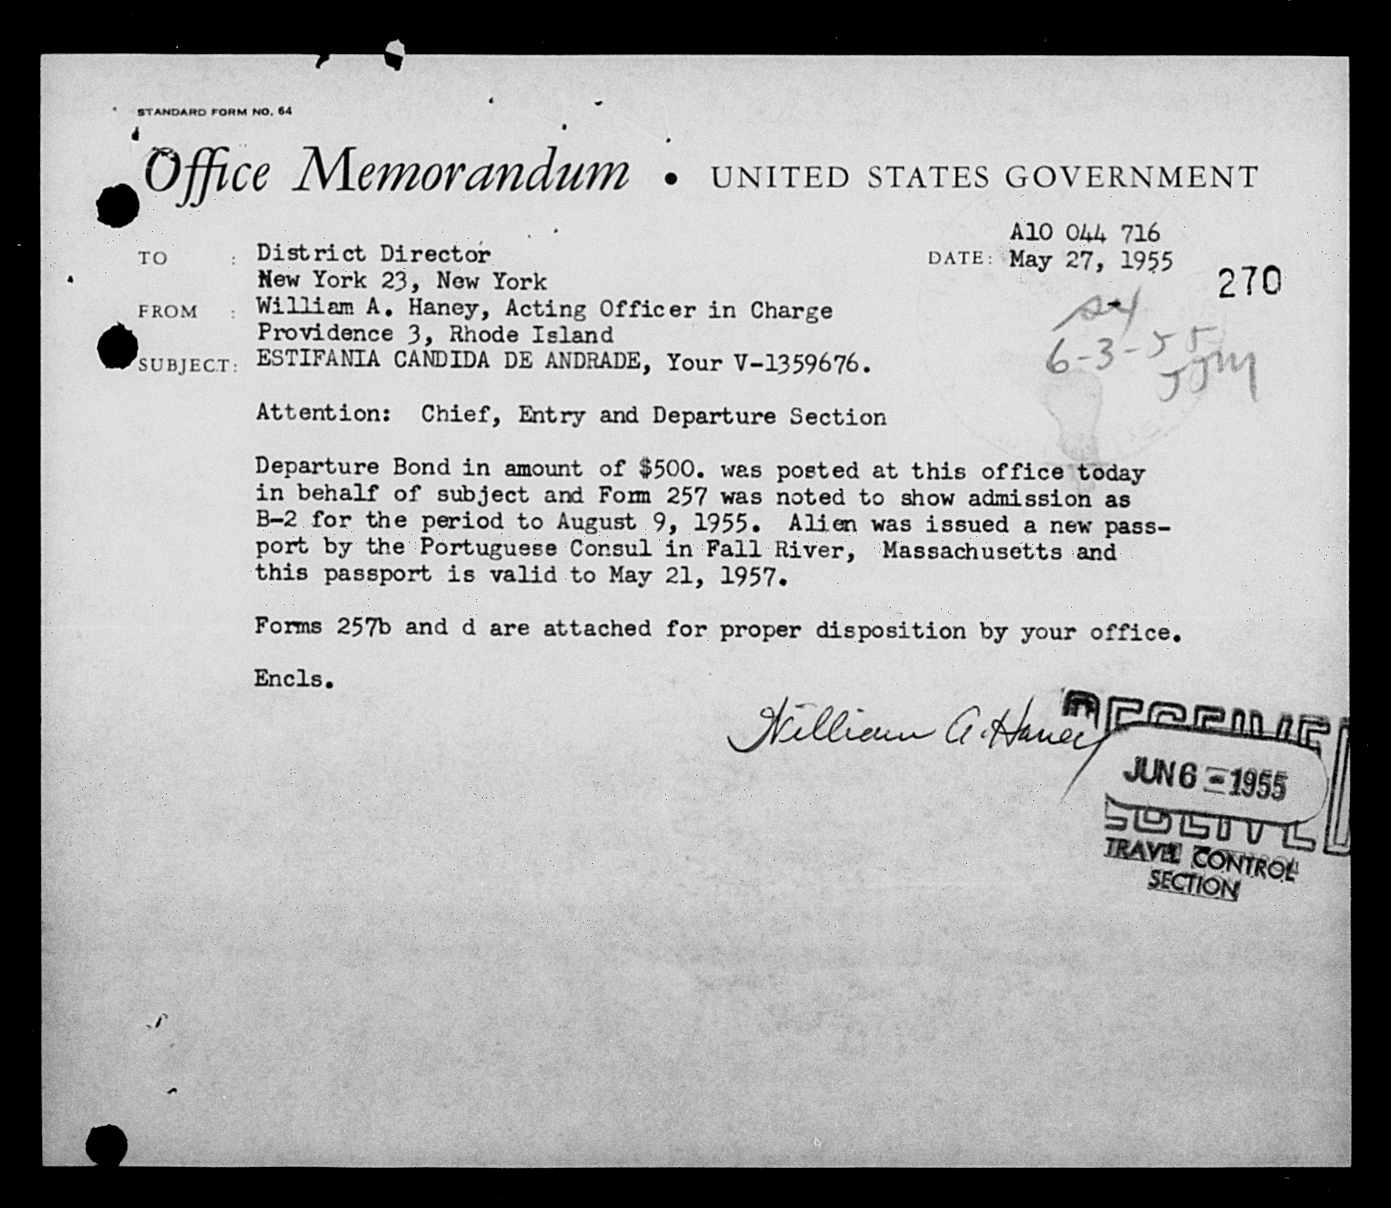 STANDARD FORM NO. 64
Office Memorandum • UNITED STATES GOVERNMENT
A10 044 716
TO : District Director
DATE: May 27, 1955
New York 23, New York
270
FROM : William A. Haney, Acting Officer in Charge
Providence 3, Rhode Island
6-3-55
SUBJECT: ESTIFANIA CANDIDA DE ANDRADE, Your V-1359676.
JJM
Attention: Chief, Entry and Departure Section
Departure Bond in amount of $500. was posted at this office today
in behalf of subject and Form 257 was noted to show admission as
B-2 for the period to August 9, 1955. Alien was issued a new pass-
port by the Portuguese Consul in Fall River, Massachusetts and
this passport is valid to May 21, 1957.
Forms 257b and d are attached for proper disposition by your office.
Encls.
William A. Haney
RECEIVED
JUN 6 - 1955
TRAVEL CONTROL
SECTION